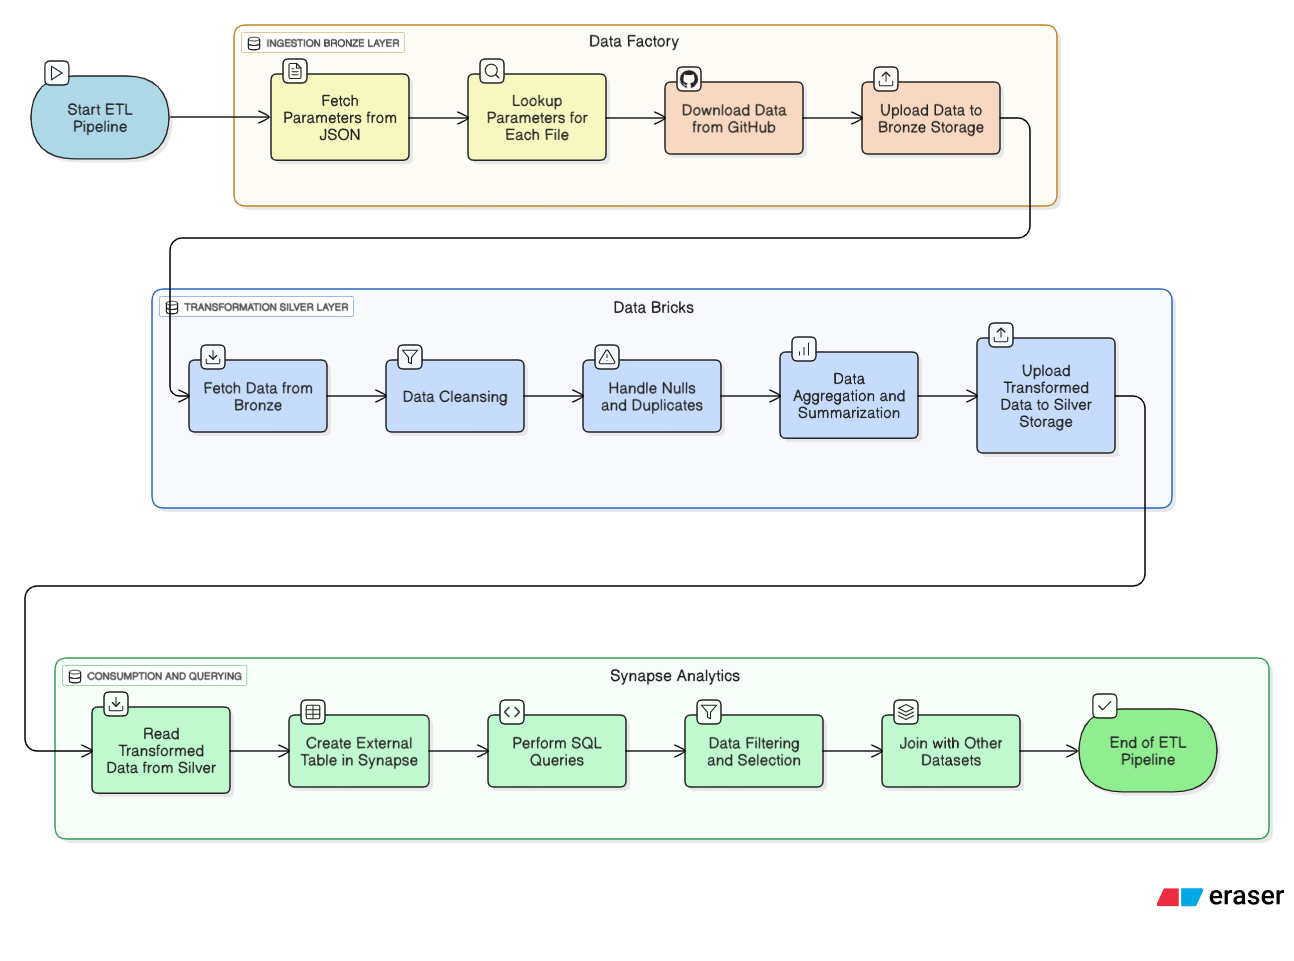 INGESTION BRONZE LAYER
Data Factory
Start ETL
Pipeline
Fetch
Parameters from
JSON
Lookup
Parameters for
Each File
Download Data
from GitHub
Upload Data to
Bronze Storage
TRANSFORMATION SILVER LAYER
Data Bricks
Fetch Data from
Bronze
Data Cleansing
Handle Nulls
and Duplicates
Data
Aggregation and
Summarization
Upload
Transformed
Data to Silver
Storage
CONSUMPTION AND QUERYING
Synapse Analytics
Read
Transformed
Data from Silver
Create External
Table in Synapse
Perform SQL
Queries
Data Filtering
and Selection
Join with Other
Datasets
End of ETL
Pipeline
eraser